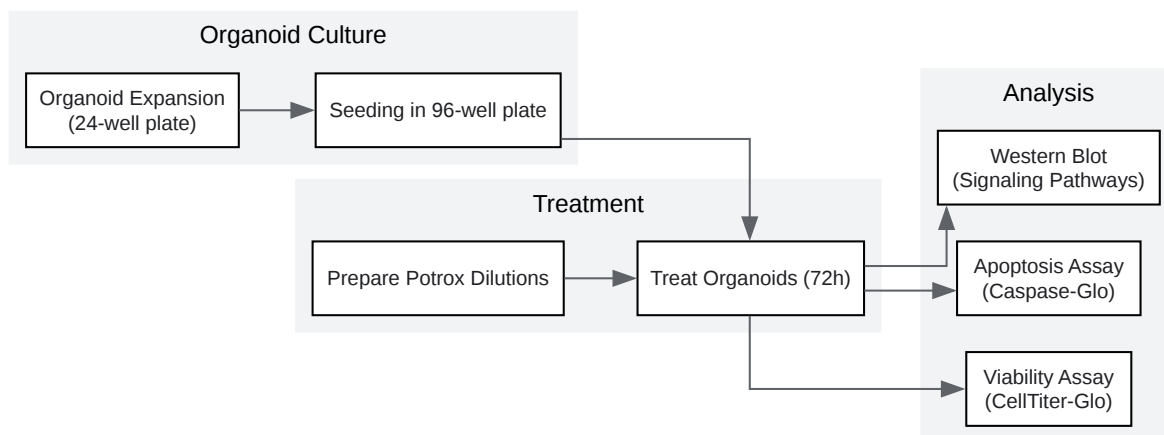 Organoid Culture
Organoid Expansion
(24-well plate)
Seeding in 96-well plate
Treatment
Prepare Potrox Dilutions
Treat Organoids (72h)
Analysis
Western Blot
(Signaling Pathways)
Apoptosis Assay
(Caspase-Glo)
Viability Assay
(CellTiter-Glo)